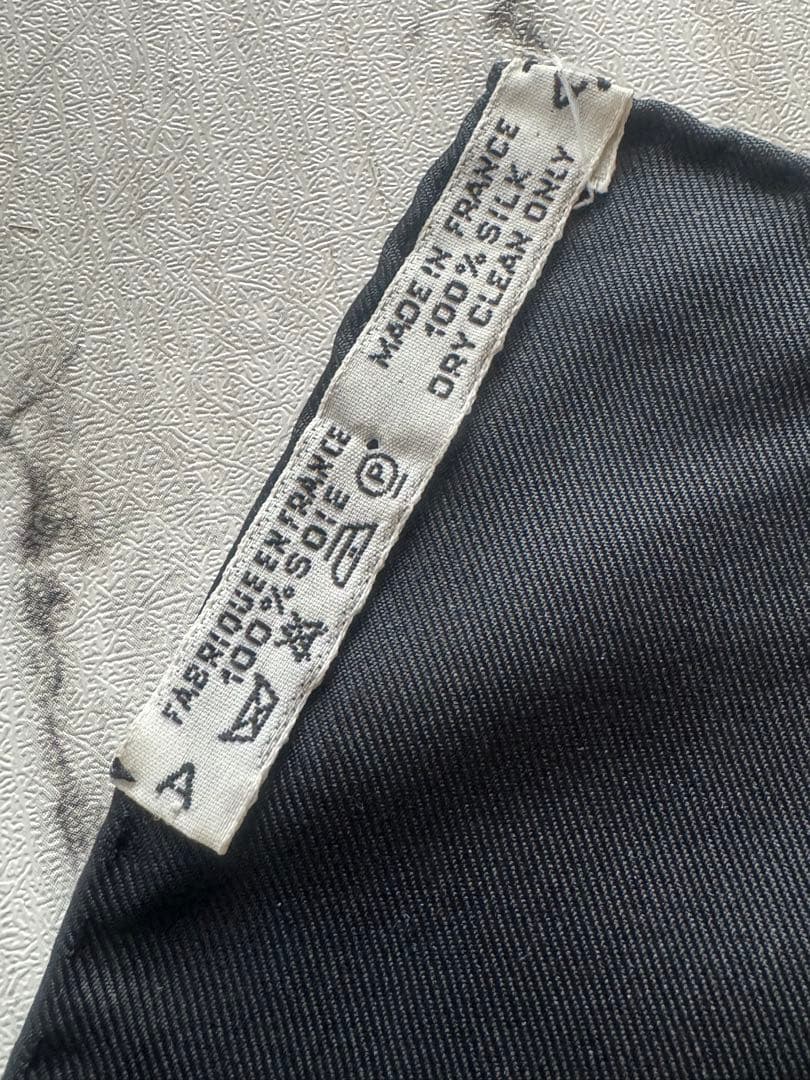 MADE IN FRANCE
100% SILK
DRY CLEAN ONLY
FABRIQUE EN FRANCE
100% SOIE
P
A